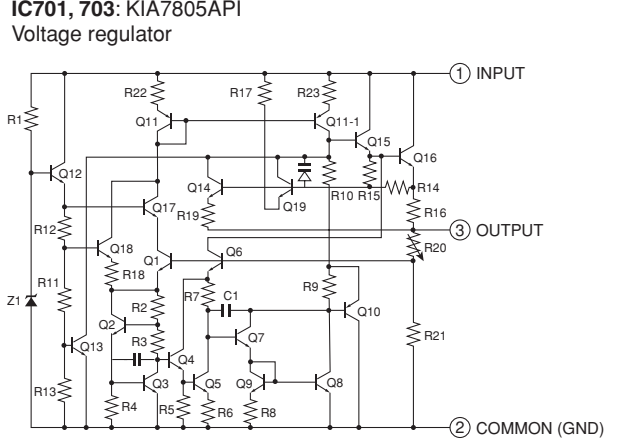 IC701, 703: KIA7805API
Voltage regulator
1 INPUT
R22 R17 R23
R1 Q11 Q11-1
Q15
Q16
Q12
Q14 R10 R15 R14
Q19
Q17 R19 R16
3 OUTPUT
R12
Q18 Q6 R20
Q1
R18
R11 R7 C1 R9
Z1 R2 Q10
Q2 Q7
R3 R21
Q13 Q4
Q3 Q5 Q9 Q8
R13
R4 R5 R6 R8
2 COMMON (GND)